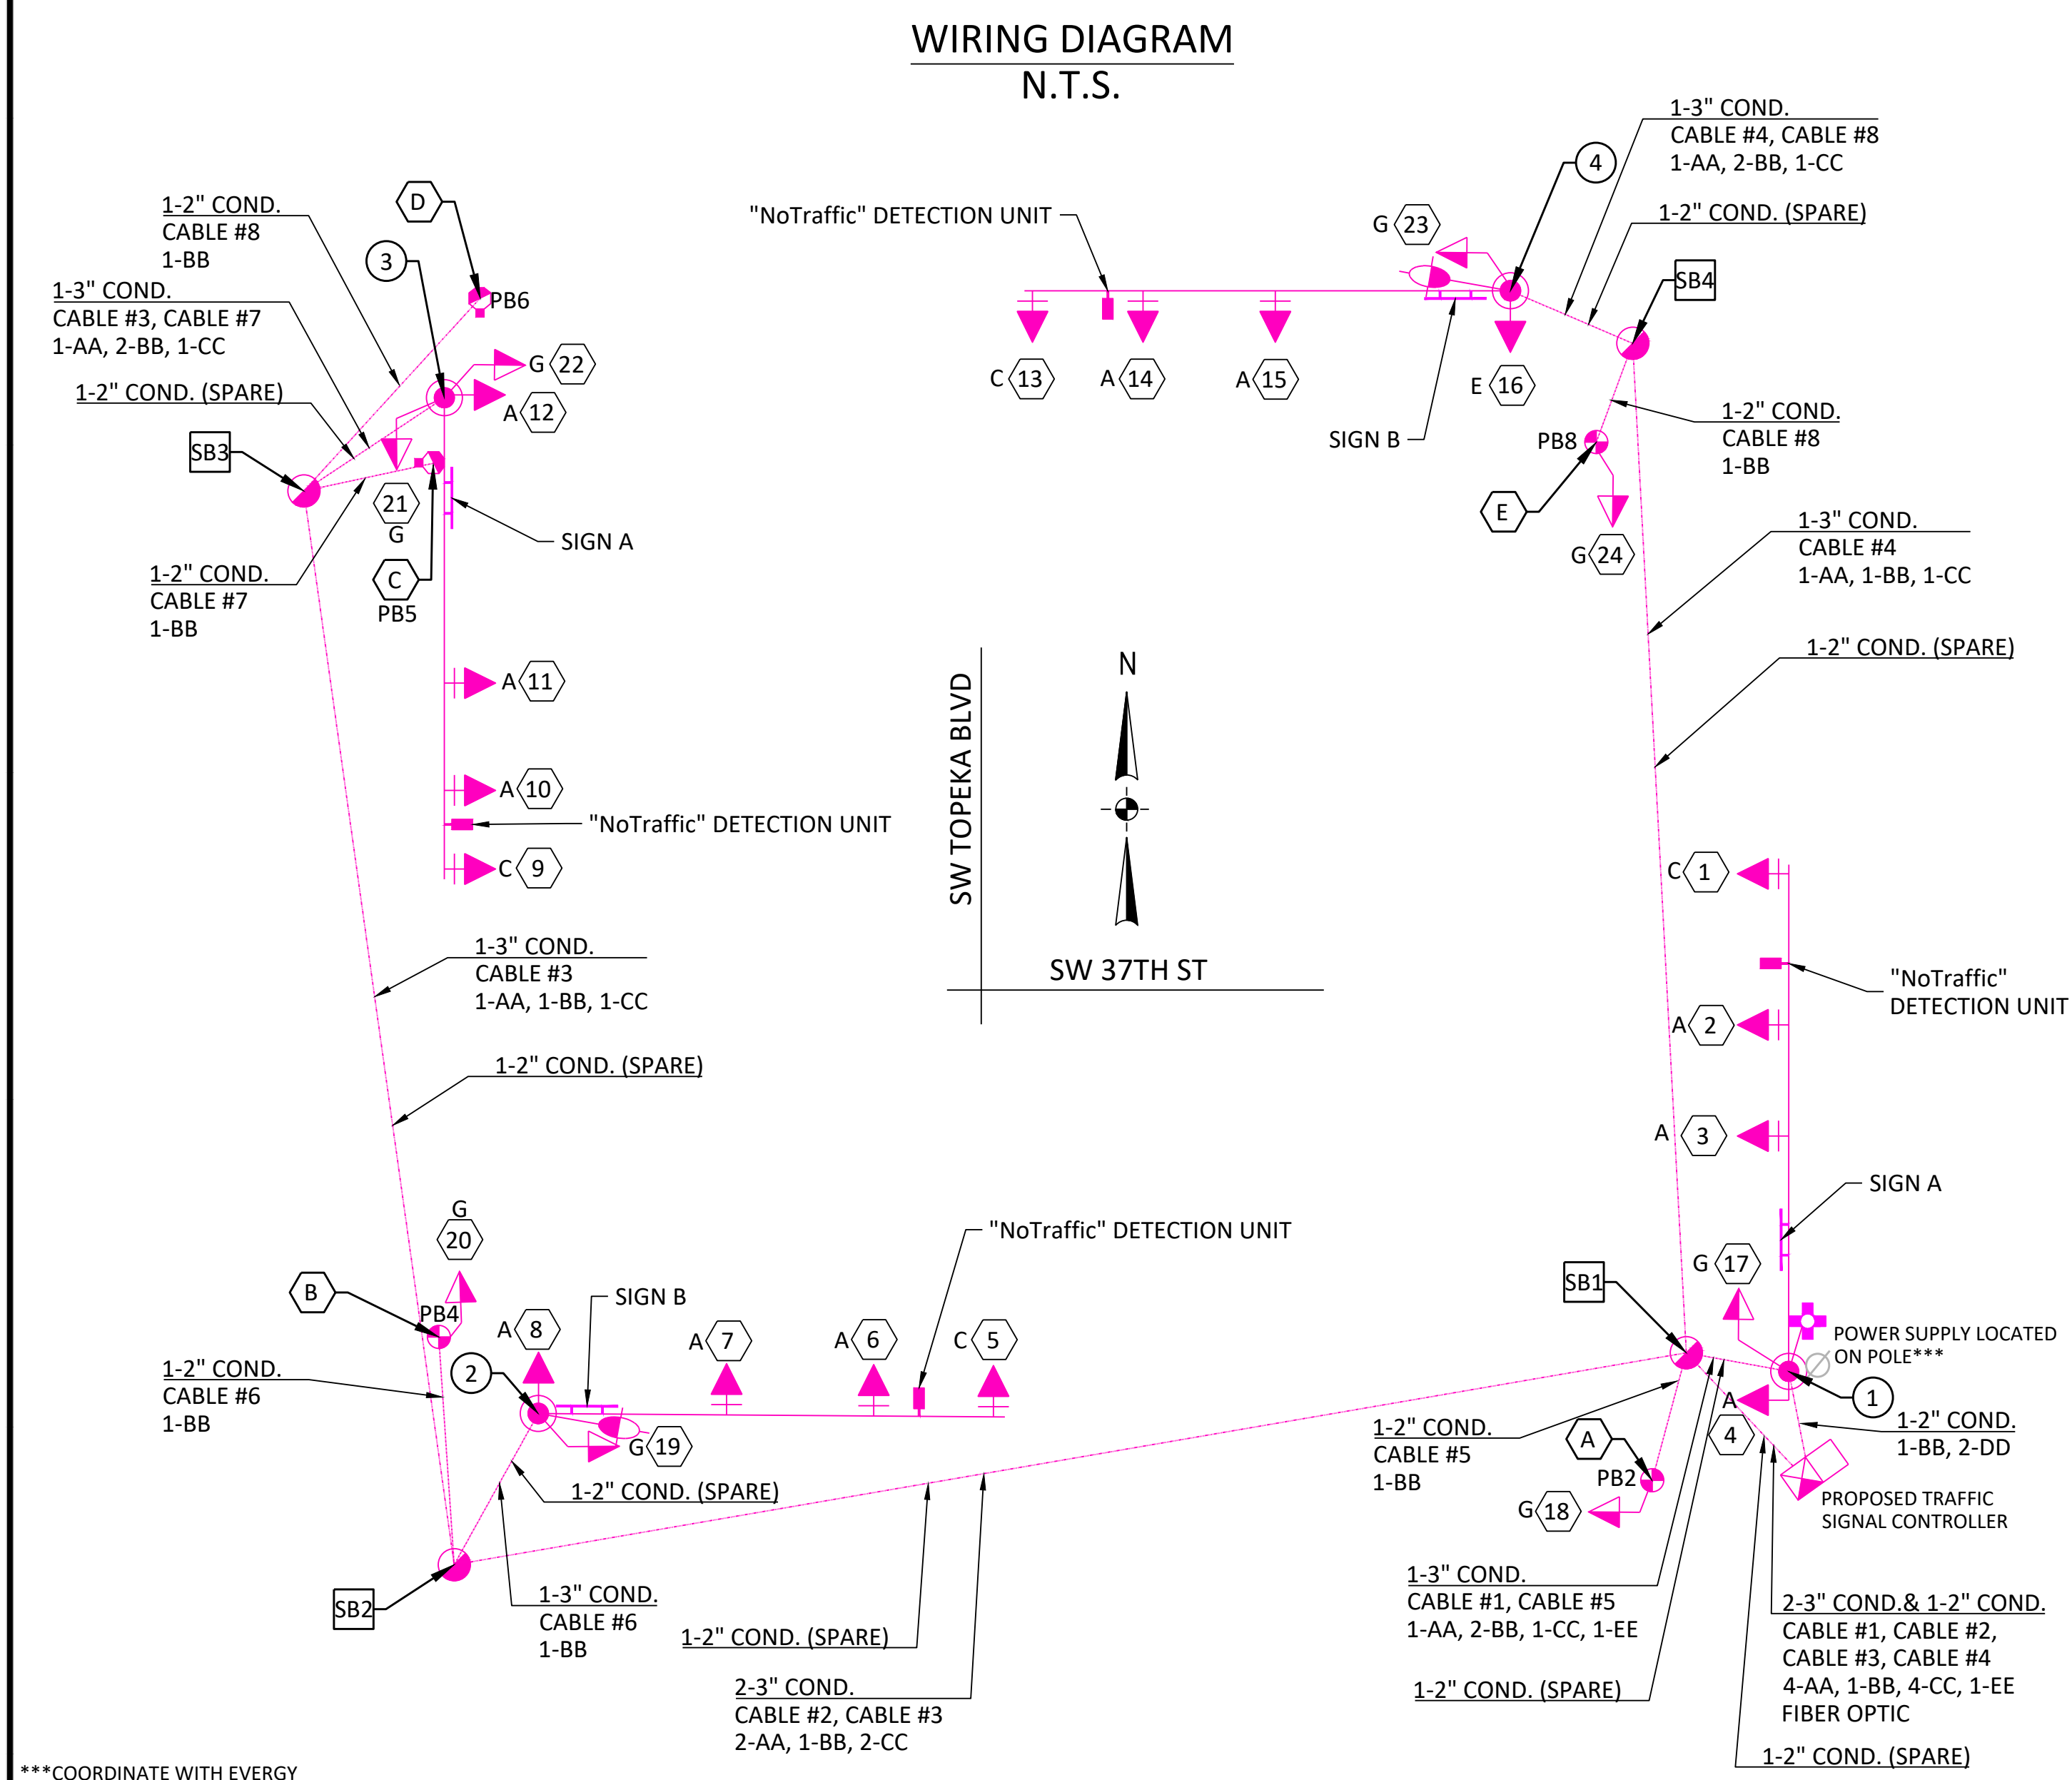 WIRING DIAGRAM
N.T.S.
1-3" COND.
CABLE #4, CABLE #8
1-AA, 2-BB, 1-CC
4
1-2" COND. (SPARE)
SB4
"NoTraffic" DETECTION UNIT
G 23
C 13
A 14
A 15
E 16
SIGN B
PB8
E
G 24
1-2" COND.
CABLE #8
1-BB
1-3" COND.
CABLE #4
1-AA, 1-BB, 1-CC
1-2" COND. (SPARE)
D
1-2" COND.
CABLE #8
1-BB
3
PB6
1-3" COND.
CABLE #3, CABLE #7
1-AA, 2-BB, 1-CC
G 22
A 12
1-2" COND. (SPARE)
SB3
21
G
SIGN A
C
PB5
1-2" COND.
CABLE #7
1-BB
A 11
A 10
"NoTraffic" DETECTION UNIT
C 9
N
SW TOPEKA BLVD
SW 37TH ST
1-3" COND.
CABLE #3
1-AA, 1-BB, 1-CC
1-2" COND. (SPARE)
C 1
"NoTraffic"
DETECTION UNIT
A 2
A 3
SIGN A
G 17
SB1
POWER SUPPLY LOCATED
ON POLE***
1
A
4
1-2" COND.
1-BB, 2-DD
PROPOSED TRAFFIC
SIGNAL CONTROLLER
G
20
B
PB4
A 8
SIGN B
A 7
A 6
C 5
"NoTraffic" DETECTION UNIT
2
G 19
1-2" COND.
CABLE #6
1-BB
1-2" COND. (SPARE)
SB2
1-3" COND.
CABLE #6
1-BB
1-2" COND. (SPARE)
2-3" COND.
CABLE #2, CABLE #3
2-AA, 1-BB, 2-CC
1-2" COND.
CABLE #5
1-BB
A
PB2
G 18
1-3" COND.
CABLE #1, CABLE #5
1-AA, 2-BB, 1-CC, 1-EE
1-2" COND. (SPARE)
2-3" COND.& 1-2" COND.
CABLE #1, CABLE #2,
CABLE #3, CABLE #4
4-AA, 1-BB, 4-CC, 1-EE
FIBER OPTIC
1-2" COND. (SPARE)
***COORDINATE WITH EVERGY